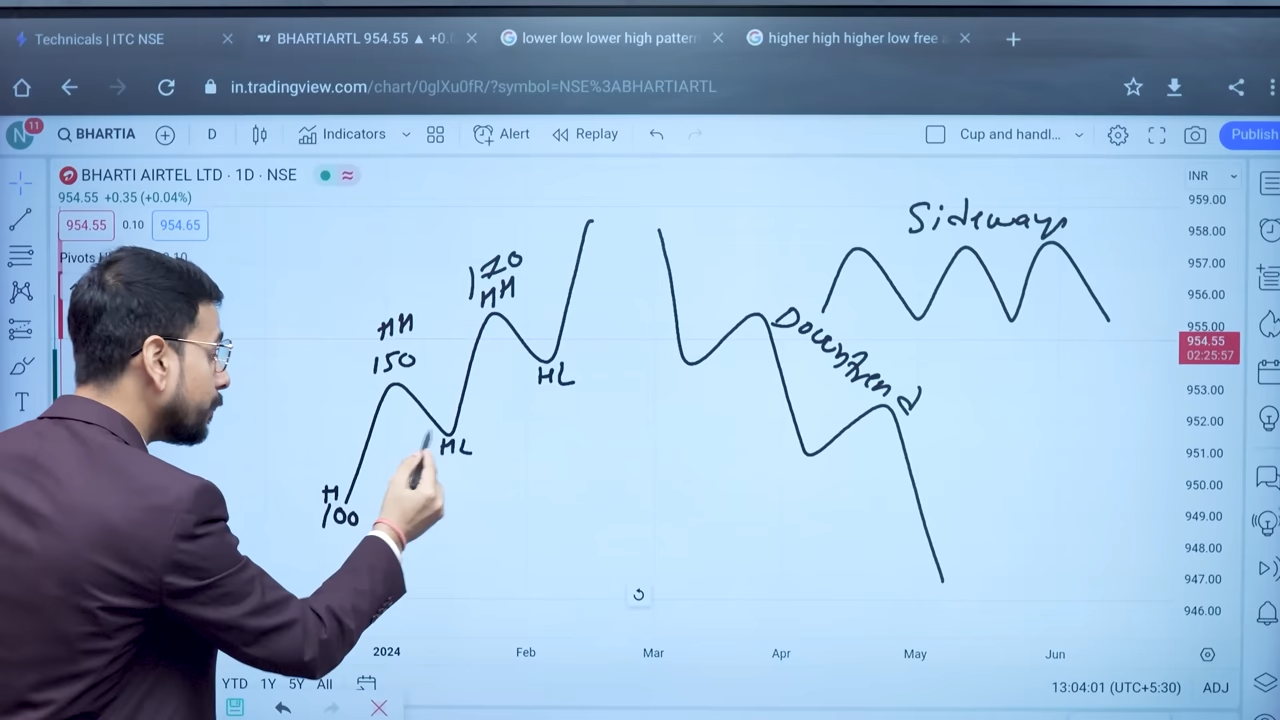 Technicals | ITC NSE
BHARTIARTL 954.55 ▲ +0.
lower low lower high patter
higher high higher low free
in.tradingview.com/chart/0glXu0fR/?symbol=NSE%3ABHARTIARTL
N 11
BHARTIA
D
Indicators
Alert
Replay
Cup and handl...
Publish
BHARTI AIRTEL LTD · 1D · NSE
954.55 +0.35 (+0.04%)
954.55 0.10 954.65
Pivots
INR
959.00
958.00
957.00
956.00
955.00
954.55
02:25:57
953.00
952.00
951.00
950.00
949.00
948.00
947.00
946.00
Sideways
Downtrend
170
HH
HH
150
HL
HL
H
100
2024 Feb Mar Apr May Jun
YTD 1Y 5Y All
13:04:01 (UTC+5:30) ADJ